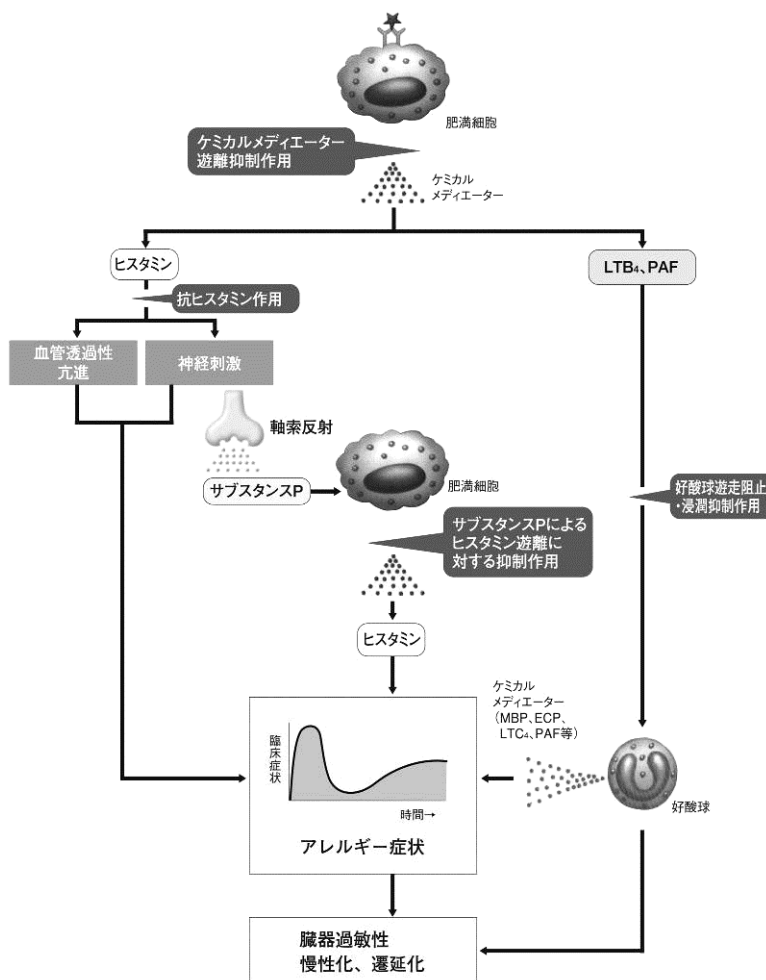 肥満細胞
ケミカルメディエーター
遊離抑制作用
ケミカル
メディエーター
ヒスタミン
LTB₄、PAF
抗ヒスタミン作用
血管透過性
亢進
神経刺激
軸索反射
サブスタンスP
肥満細胞
好酸球遊走阻止
・浸潤抑制作用
サブスタンスPによる
ヒスタミン遊離に
対する抑制作用
ヒスタミン
ケミカル
メディエーター
（MBP、ECP、
LTC₄、PAF等）
臨床症状
時間→
アレルギー症状
好酸球
臓器過敏性
慢性化、遷延化